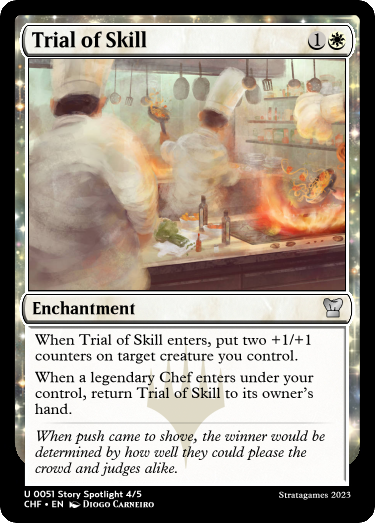 Trial of Skill
1
Enchantment
When Trial of Skill enters, put two +1/+1
counters on target creature you control.
When a legendary Chef enters under your
control, return Trial of Skill to its owner's
hand.
When push came to shove, the winner would be
determined by how well they could please the
crowd and judges alike.
U 0051 Story Spotlight 4/5
CHF • EN Diogo Carneiro
Stratagames 2023